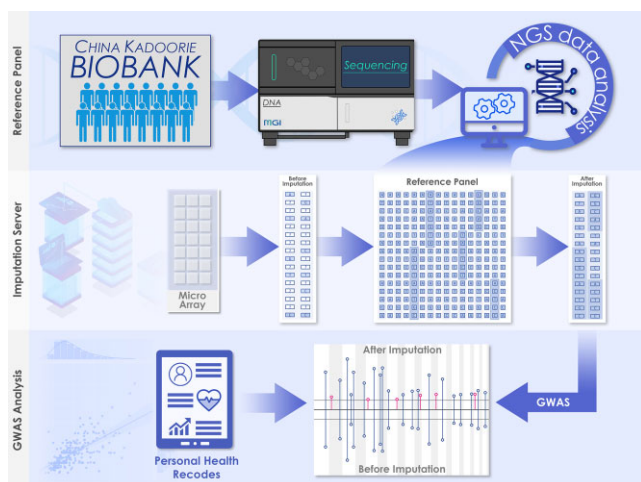 Reference Panel
CHINA KADOORIE
BIOBANK
Sequencing
DNA
MGI
NGS data analysis
Imputation Server
Micro
Array
Before
Imputation
Reference Panel
After
Imputation
GWAS Analysis
Personal Health
Recodes
After Imputation
Before Imputation
GWAS